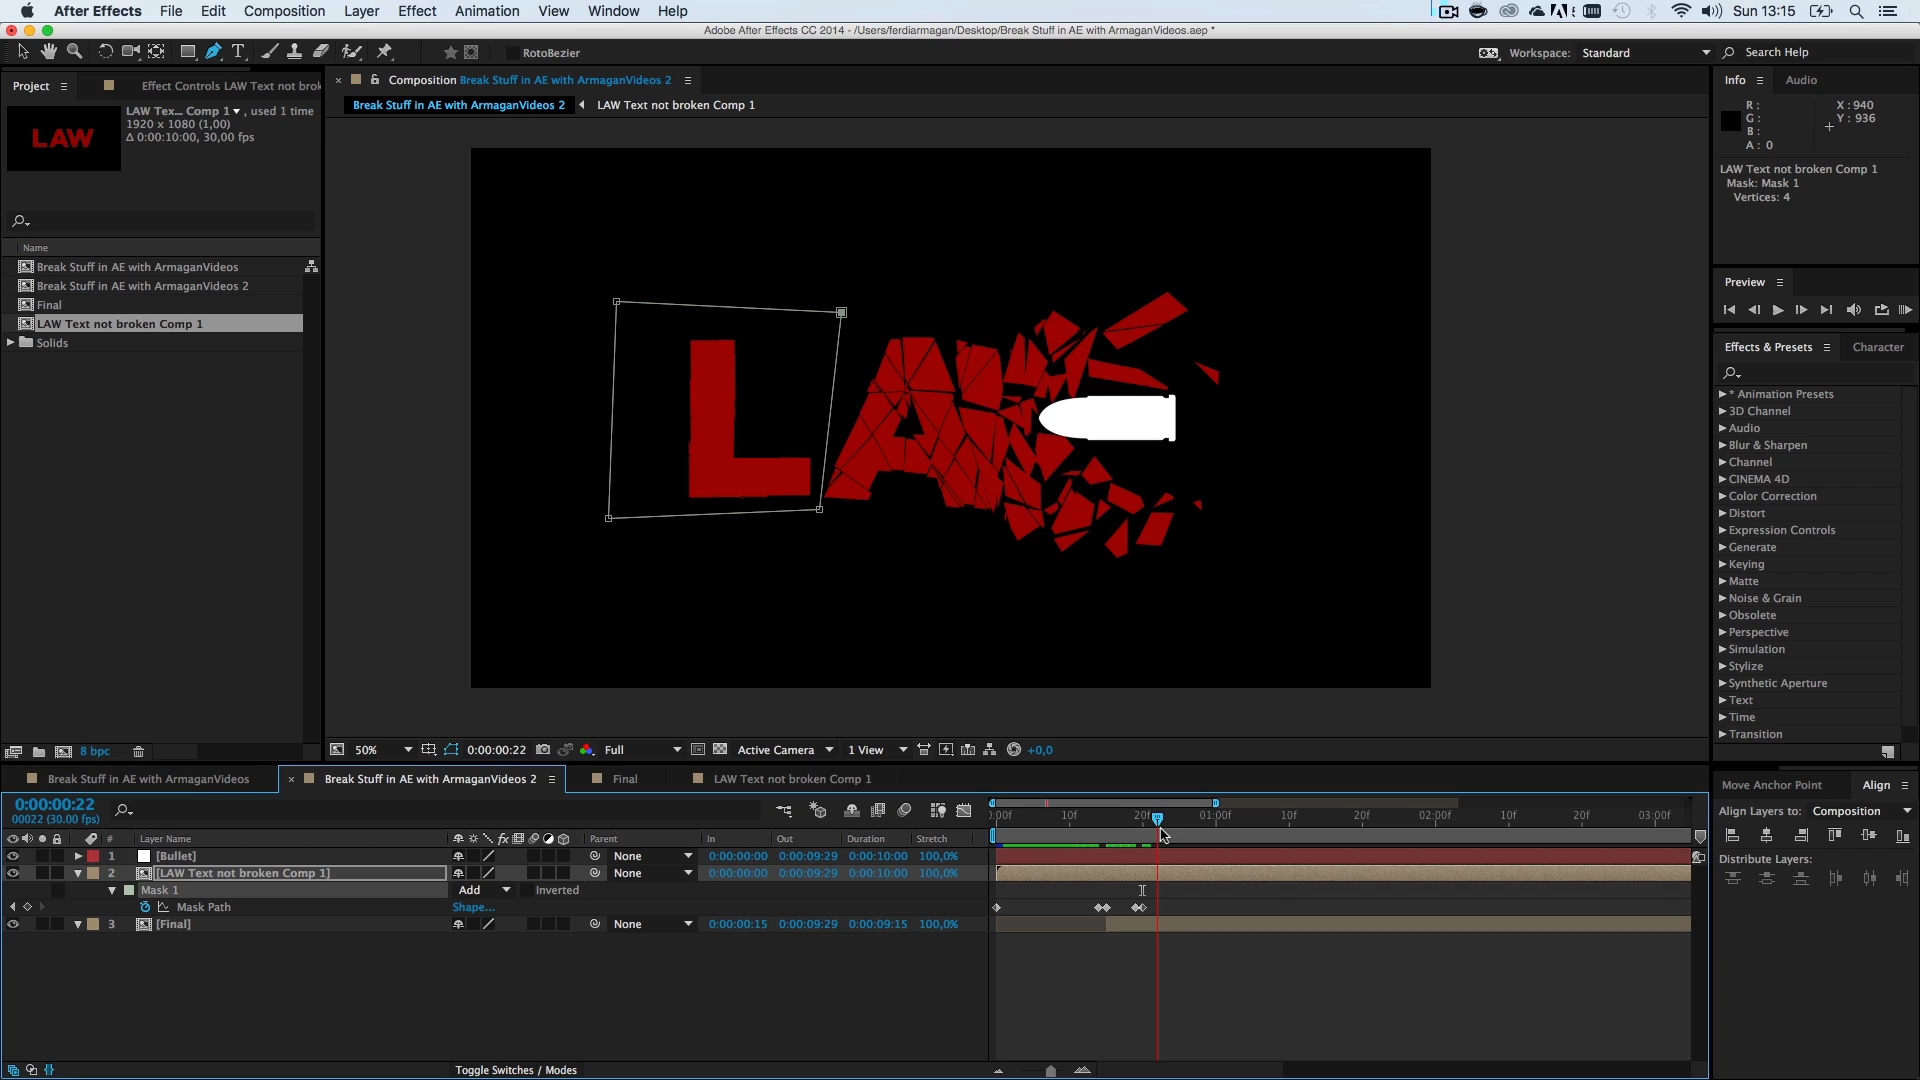 After Effects File Edit Composition Layer Effect Animation View Window Help
Sun 13:15
Adobe After Effects CC 2014 - /Users/ferdiarmagan/Desktop/Break Stuff in AE with ArmaganVideos.aep *
RotoBezier
Workspace: Standard
Search Help
Project
Effect Controls LAW Text not brok
LAW Tex... Comp 1 , used 1 time
1920 x 1080 (1,00)
Δ 0:00:10:00, 30,00 fps
LAW
Name
Break Stuff in AE with ArmaganVideos
Break Stuff in AE with ArmaganVideos 2
Final
LAW Text not broken Comp 1
Solids
8 bpc
Composition Break Stuff in AE with ArmaganVideos 2
Break Stuff in AE with ArmaganVideos 2
LAW Text not broken Comp 1
LA
50%
0:00:00:22
Full
Active Camera
1 View
+0,0
Info Audio
R :
G :
B :
A : 0
X : 940
Y : 936
LAW Text not broken Comp 1
Mask: Mask 1
Vertices: 4
Preview
Effects & Presets Character
* Animation Presets
3D Channel
Audio
Blur & Sharpen
Channel
CINEMA 4D
Color Correction
Distort
Expression Controls
Generate
Keying
Matte
Noise & Grain
Obsolete
Perspective
Simulation
Stylize
Synthetic Aperture
Text
Time
Transition
Break Stuff in AE with ArmaganVideos
Break Stuff in AE with ArmaganVideos 2
Final
LAW Text not broken Comp 1
0:00:00:22
00022 (30.00 fps)
# Layer Name Parent In Out Duration Stretch
1 [Bullet] None 0:00:00:00 0:00:09:29 0:00:10:00 100,0%
2 [LAW Text not broken Comp 1] None 0:00:00:00 0:00:09:29 0:00:10:00 100,0%
Mask 1 Add Inverted
Mask Path Shape...
3 [Final] None 0:00:00:15 0:00:09:29 0:00:09:15 100,0%
):00f 10f 20f 01:00f 10f 20f 02:00f 10f 20f 03:00f
Toggle Switches / Modes
Move Anchor Point Align
Align Layers to: Composition
Distribute Layers: